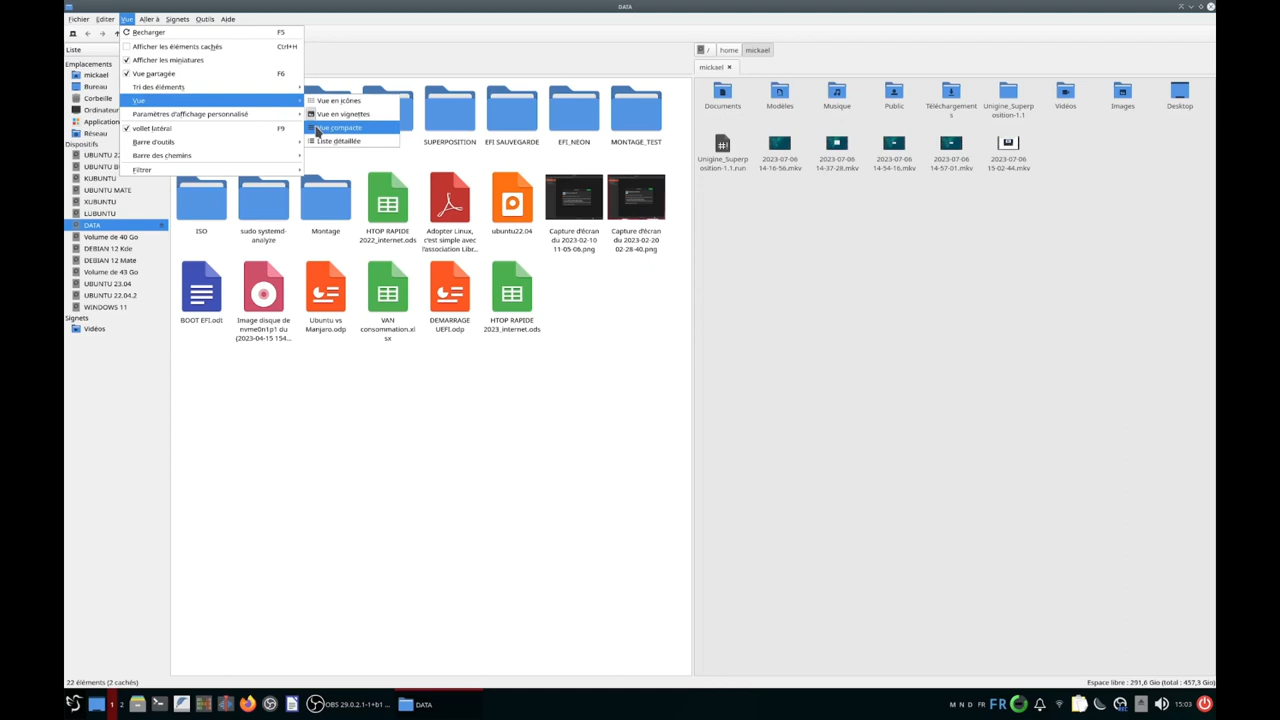 DATA
Fichier Editer Vue Aller à Signets Outils Aide
Recharger F5
Afficher les éléments cachés Ctrl+H
Afficher les miniatures
Vue partagée F6
Tri des éléments
Vue
Paramètres d'affichage personnalisé
vollet latéral F9
Barre d'outils
Barre des chemins
Filtrer
Vue en icônes
Vue en vignettes
compacte
Liste détaillée
Liste
Emplacements
mickael
Bureau
Corbeille
Ordinateur
Application
Réseau
Dispositifs
UBUNTU
UBUNTU
KUBUNTU
UBUNTU MATE
XUBUNTU
LUBUNTU
DATA
Volume de 40 Go
DEBIAN 12 Kde
DEBIAN 12 Mate
Volume de 43 Go
UBUNTU 23.04
UBUNTU 22.04.2
WINDOWS 11
Signets
Vidéos
SUPERPOSITION EFI SAUVEGARDE EFI_NEON MONTAGE_TEST
ISO
sudo systemd-
analyze
Montage
HTOP RAPIDE
2022_internet.ods
Adopter Linux,
c'est simple avec
l'association Libr...
ubuntu22.04
Capture d'écran
du 2023-02-10
11-05-06.png
Capture d'écran
du 2023-02-20
02-28-40.png
BOOT EFI.odt
Image disque de
nvme0n1p1 du
(2023-04-15 154...
Ubuntu vs
Manjaro.odp
VAN
consommation.xl
sx
DEMARRAGE
UEFI.odp
HTOP RAPIDE
2023_internet.ods
/ home mickael
mickael
Documents
Modèles
Musique
Public
Téléchargement
s
Unigine_Superp
osition-1.1
Vidéos
Images
Desktop
Unigine_Superp
osition-1.1.run
2023-07-06
14-16-56.mkv
2023-07-06
14-37-28.mkv
2023-07-06
14-54-16.mkv
2023-07-06
14-57-01.mkv
2023-07-06
15-02-44.mkv
22 éléments (2 cachés)
Espace libre : 291,6 Gio (total : 457,3 Gio)
1 2
OBS 29.0.2.1-1+b1 ...
DATA
M N D FR FR
15:03